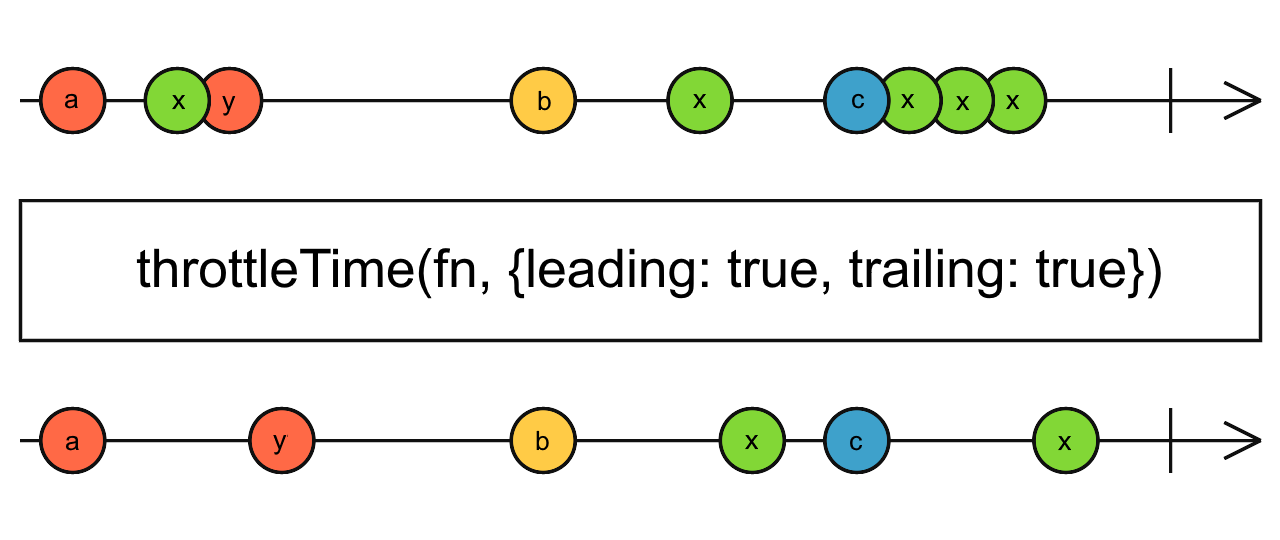 a x y b x c x x x
throttleTime(fn, {leading: true, trailing: true})
a y b x c x